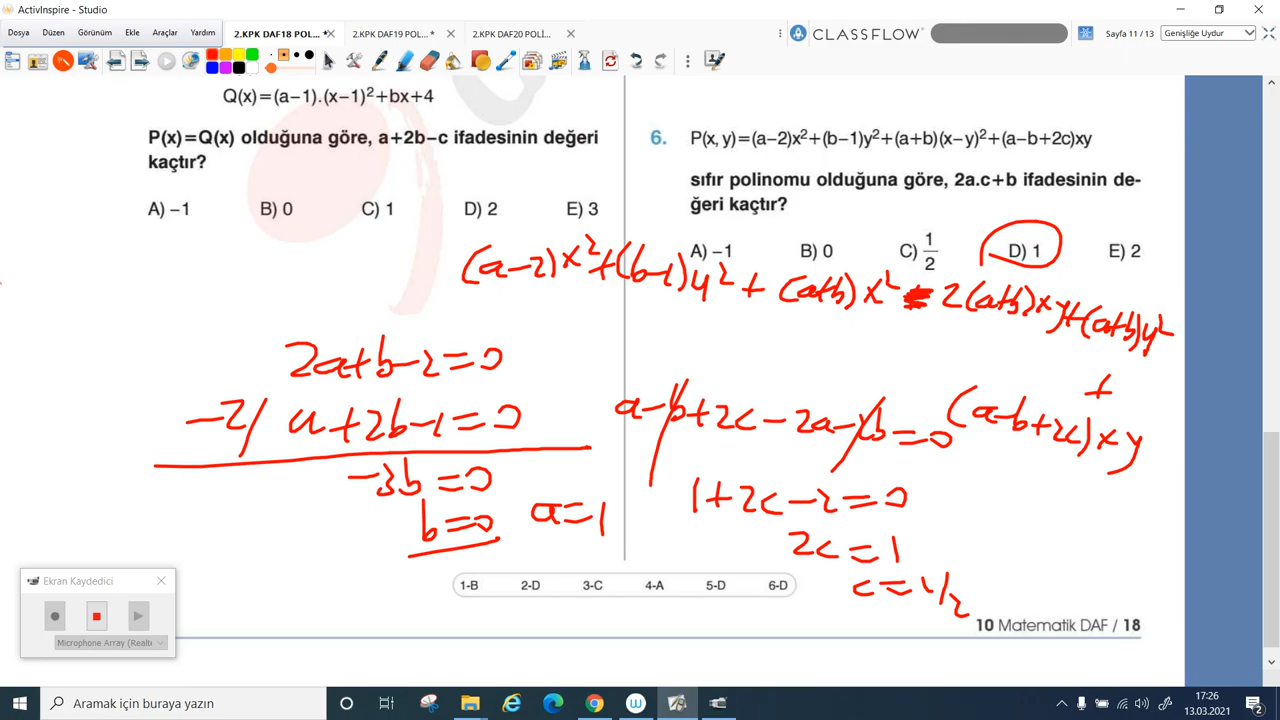 ActivInspire - Studio
Dosya Düzen Görünüm Ekle Araçlar Yardım
2.KPK DAF18 POL... * 2.KPK DAF19 POL... * 2.KPK DAF20 POLİ...
CLASSFLOW
Sayfa 11 / 13
Genişliğine Uydur
Q(x)=(a−1).(x−1)²+bx+4
P(x)=Q(x) olduğuna göre, a+2b−c ifadesinin değeri
kaçtır?
A) −1 B) 0 C) 1 D) 2 E) 3
6. P(x, y)=(a−2)x²+(b−1)y²+(a+b)(x−y)²+(a−b+2c)xy
sıfır polinomu olduğuna göre, 2a.c+b ifadesinin de-
ğeri kaçtır?
A) −1 B) 0 C) 1/2 D) 1 E) 2
(a−2)x²+(b−1)y² + (a+b)x² - 2(a+b)xy+(a+b)y²
+
(a−b+2c)xy
2a+b−2=0
−2/ a+2b−1=0
−3b=0
b=0 a=1
a−b+2c−2a−2b=0
1+2c−2=0
2c=1
c=1/2
1-B 2-D 3-C 4-A 5-D 6-D
10 Matematik DAF / 18
Ekran Kaydedici
Microphone Array (Realte
Aramak için buraya yazın
17:26
13.03.2021
2